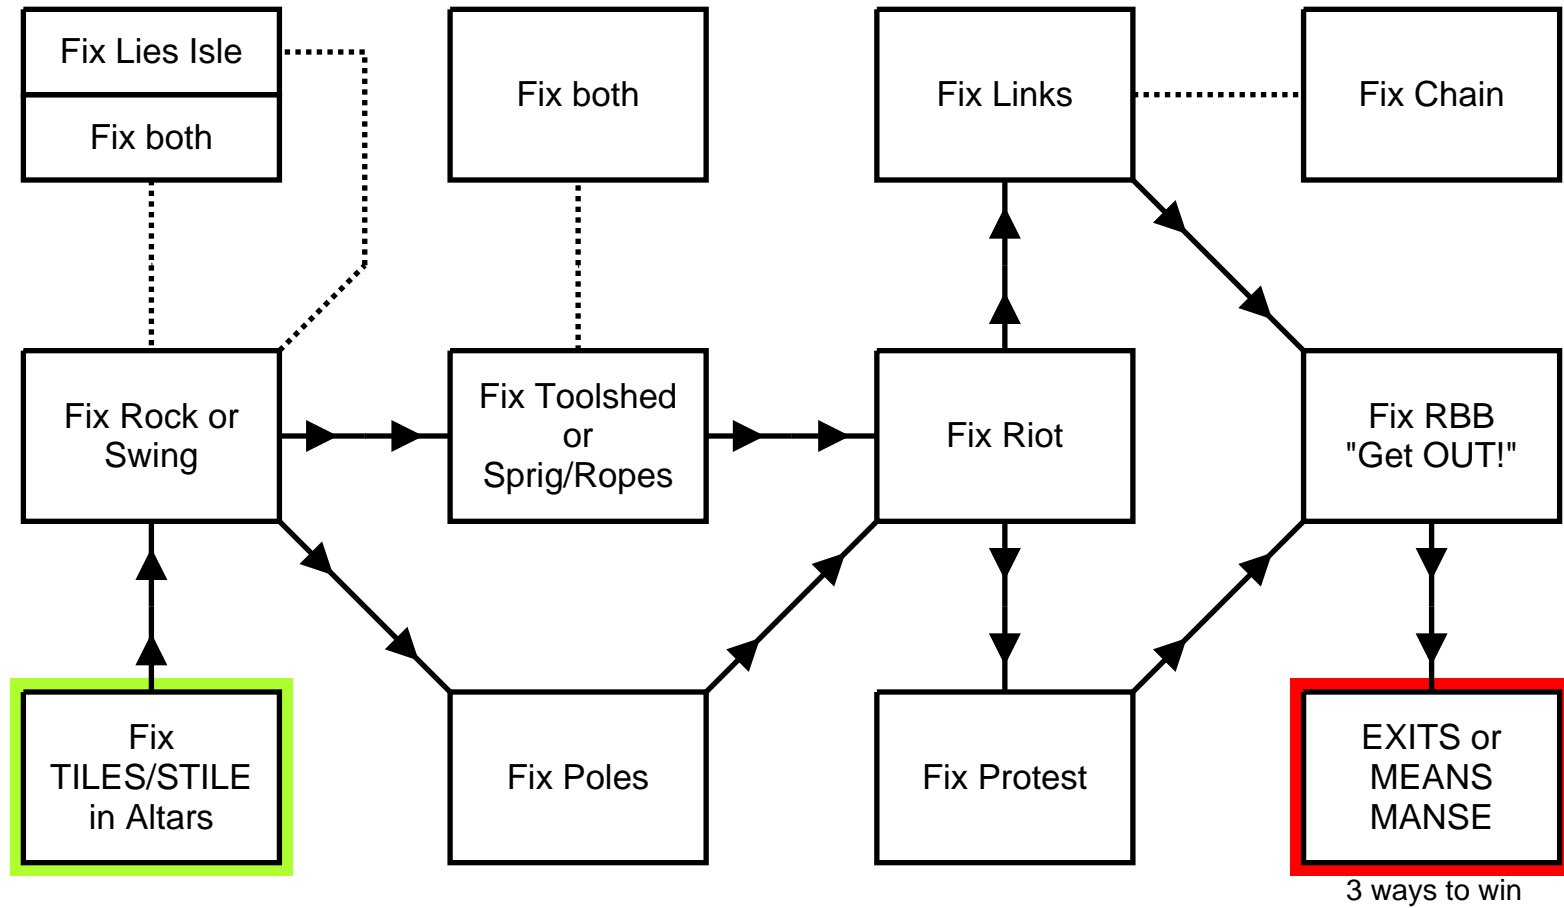 Fix Lies Isle
Fix both
Fix both
Fix Links
Fix Chain
Fix Rock or
Swing
Fix Toolshed
or
Sprig/Ropes
Fix Riot
Fix RBB
"Get OUT!"
Fix
TILES/STILE
in Altars
Fix Poles
Fix Protest
EXITS or
MEANS
MANSE
3 ways to win